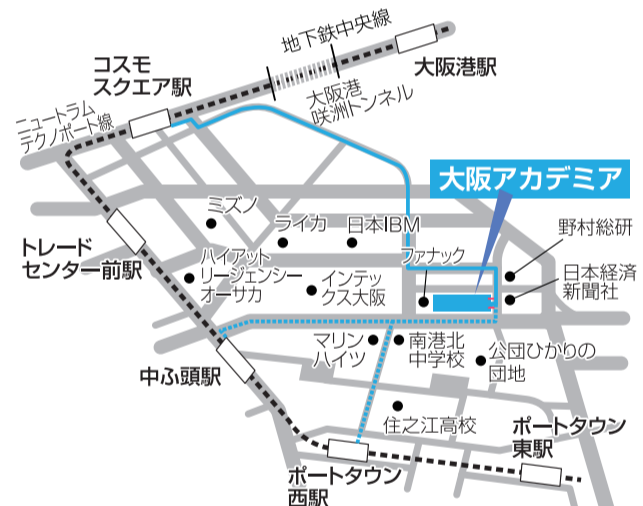 地下鉄中央線
コスモ
スクエア駅
大阪港駅
大阪港
咲洲トンネル
ニュートラム
テクノポート線
大阪アカデミア
ミズノ
ライカ
日本IBM
ファナック
野村総研
トレード
センター前駅
ハイアット
リージェンシー
オーサカ
インテッ
クス大阪
日本経済
新聞社
マリン
ハイツ
南港北
中学校
公団ひかりの
団地
中ふ頭駅
住之江高校
ポートタウン
東駅
ポートタウン
西駅